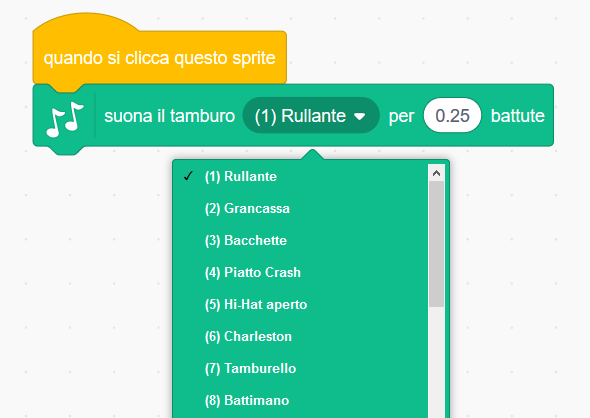 quando si clicca questo sprite
suona il tamburo (1) Rullante per 0.25 battute
(1) Rullante
(2) Grancassa
(3) Bacchette
(4) Piatto Crash
(5) Hi-Hat aperto
(6) Charleston
(7) Tamburello
(8) Battimano